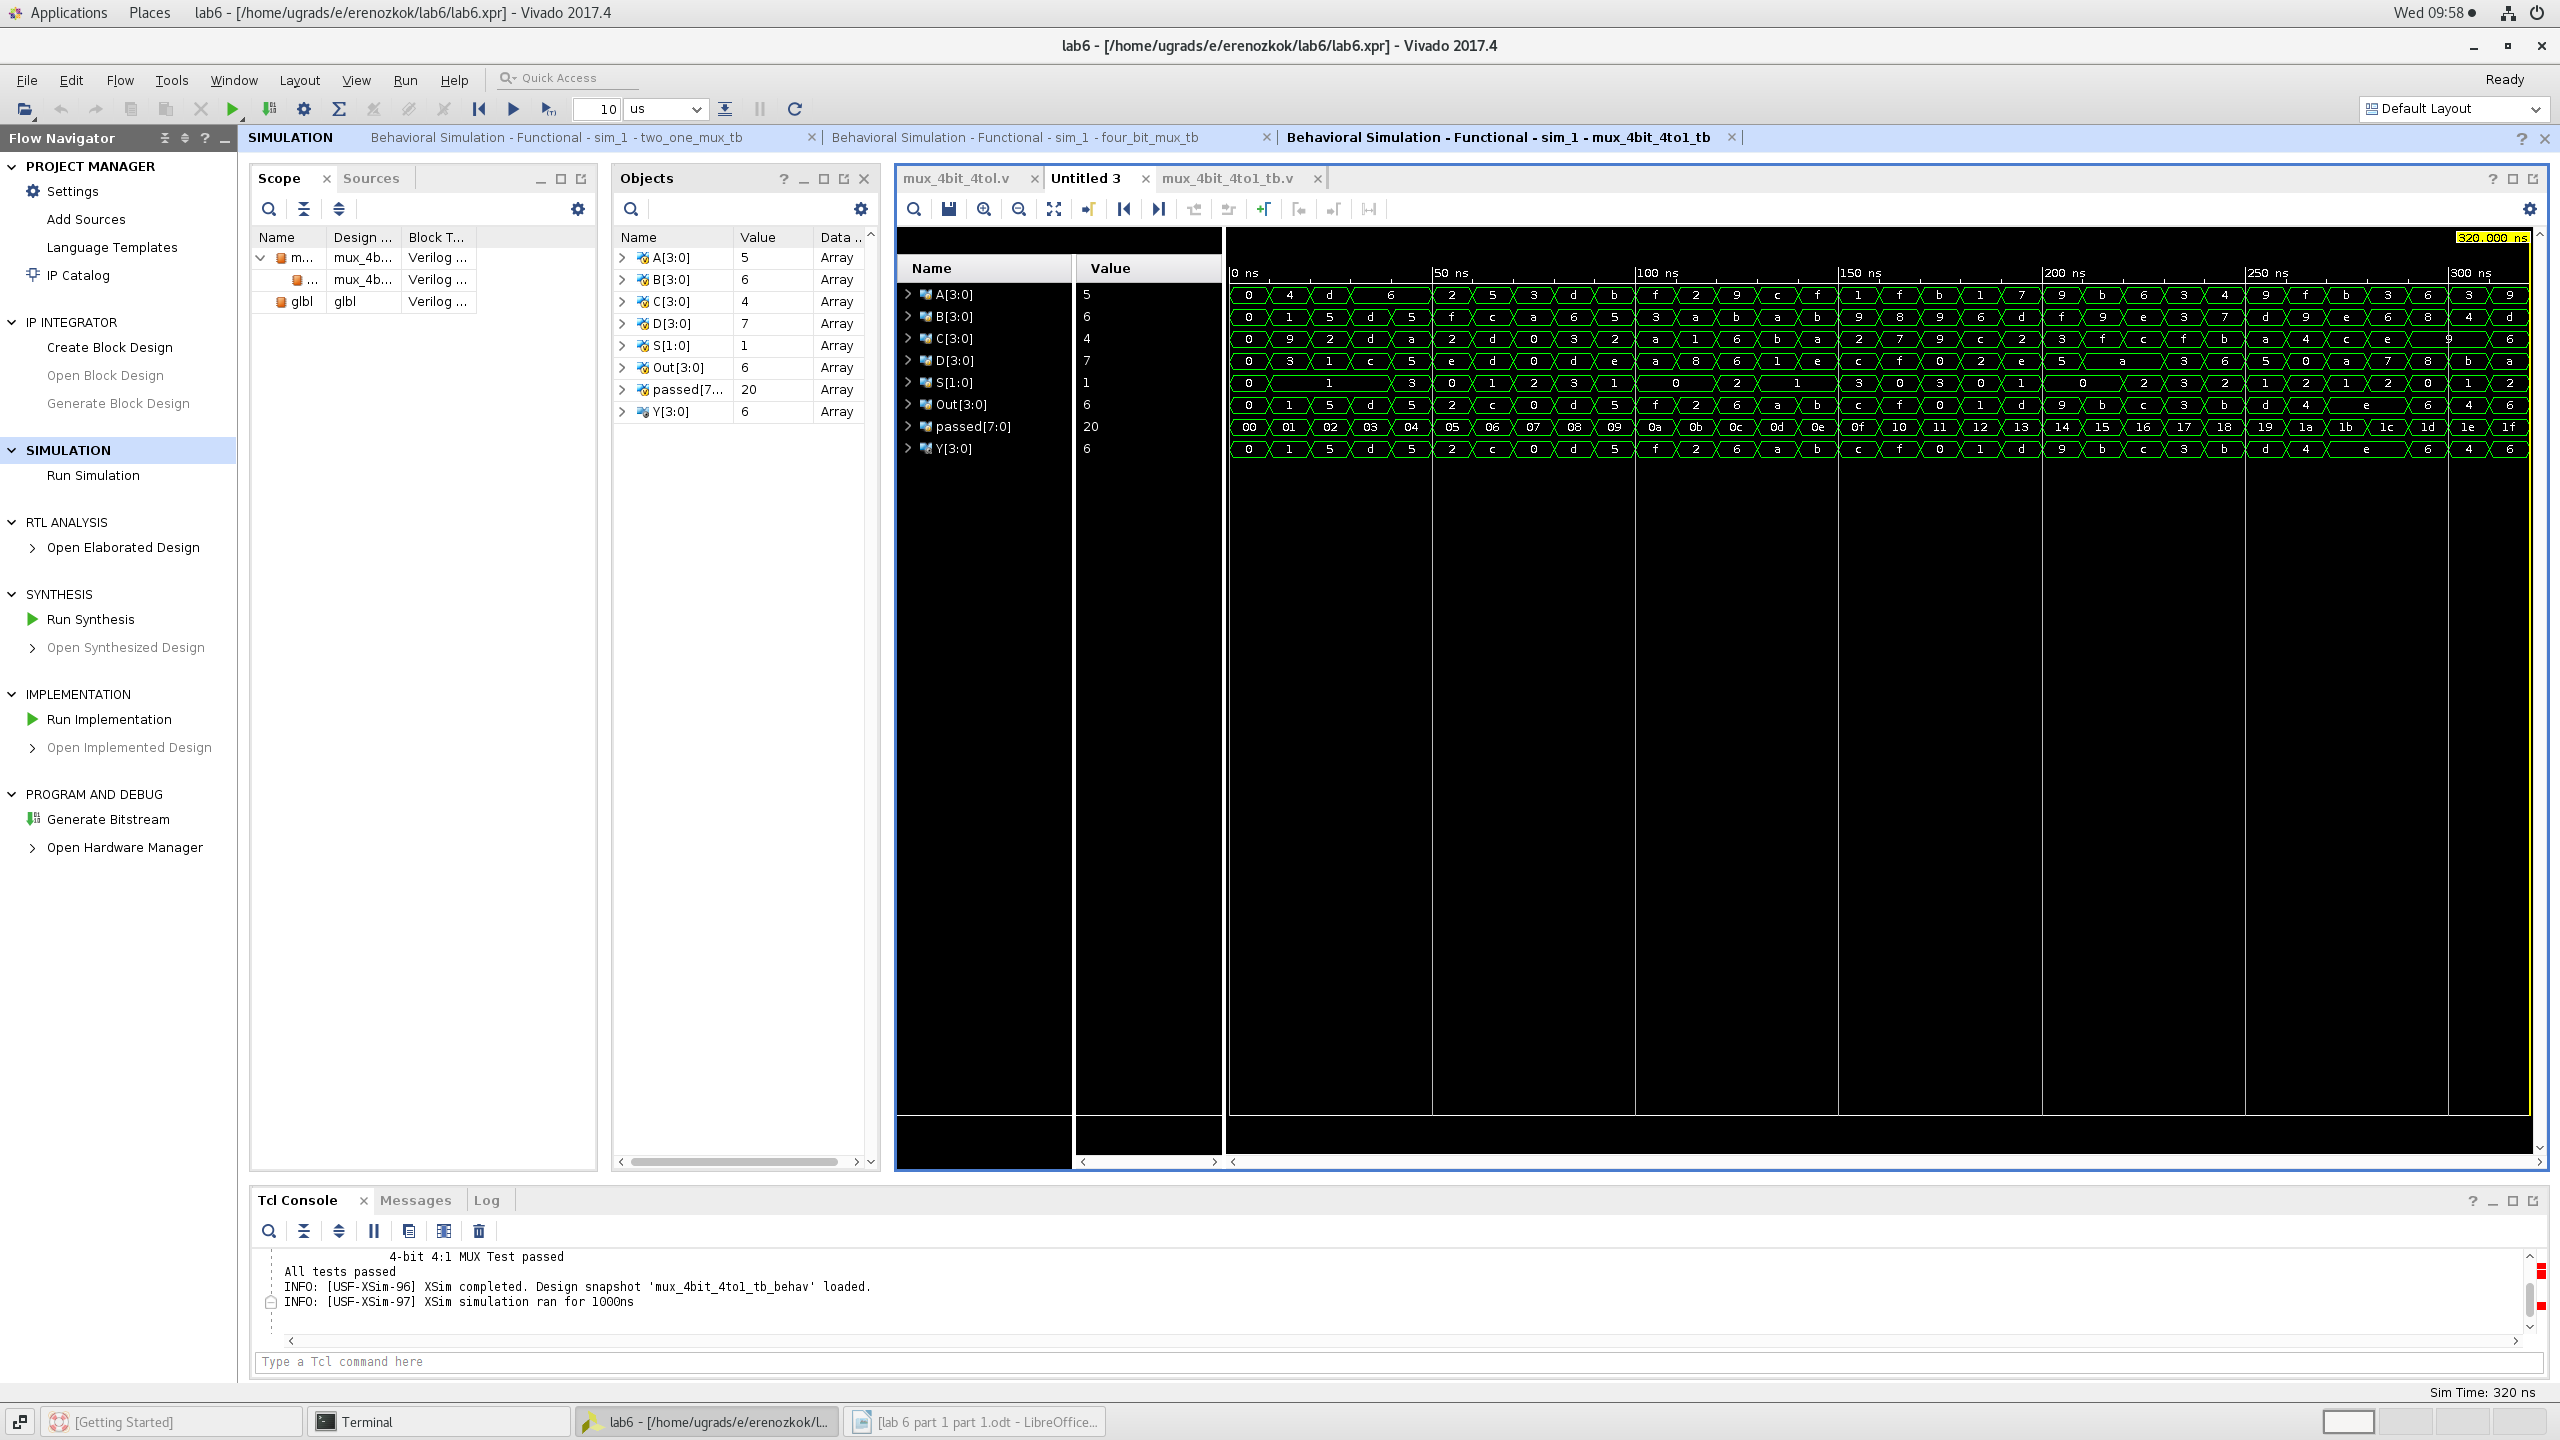 Applications Places lab6 - [/home/ugrads/e/erenozkok/lab6/lab6.xpr] - Vivado 2017.4 Wed 09:58
lab6 - [/home/ugrads/e/erenozkok/lab6/lab6.xpr] - Vivado 2017.4
File Edit Flow Tools Window Layout View Run Help Quick Access Ready
10 us Default Layout
Flow Navigator
PROJECT MANAGER
Settings
Add Sources
Language Templates
IP Catalog
IP INTEGRATOR
Create Block Design
Open Block Design
Generate Block Design
SIMULATION
Run Simulation
RTL ANALYSIS
Open Elaborated Design
SYNTHESIS
Run Synthesis
Open Synthesized Design
IMPLEMENTATION
Run Implementation
Open Implemented Design
PROGRAM AND DEBUG
Generate Bitstream
Open Hardware Manager
SIMULATION Behavioral Simulation - Functional - sim_1 - two_one_mux_tb Behavioral Simulation - Functional - sim_1 - four_bit_mux_tb Behavioral Simulation - Functional - sim_1 - mux_4bit_4to1_tb
Scope Sources
Name Design ... Block T...
m... mux_4b... Verilog ...
... mux_4b... Verilog ...
glbl glbl Verilog ...
Objects
Name Value Data ..
A[3:0] 5 Array
B[3:0] 6 Array
C[3:0] 4 Array
D[3:0] 7 Array
S[1:0] 1 Array
Out[3:0] 6 Array
passed[7... 20 Array
Y[3:0] 6 Array
mux_4bit_4tol.v Untitled 3 mux_4bit_4to1_tb.v
320.000 ns
Name Value 0 ns 50 ns 100 ns 150 ns 200 ns 250 ns 300 ns
A[3:0] 5 0 4 d 6 2 5 3 d b f 2 9 c f 1 f b 1 7 9 b 6 3 4 9 f b 3 6 3 9
B[3:0] 6 0 1 5 d 5 f c a 6 5 3 a b a b 9 8 9 6 d f 9 e 3 7 d 9 e 6 8 4 d
C[3:0] 4 0 9 2 d a 2 d 0 3 2 a 1 6 b a 2 7 9 c 2 3 f c f b a 4 c e 9 6
D[3:0] 7 0 3 1 c 5 e d 0 d e a 8 6 1 e c f 0 2 e 5 a 3 6 5 0 a 7 8 b a
S[1:0] 1 0 1 3 0 1 2 3 1 0 2 1 3 0 3 0 1 0 2 3 2 1 2 1 2 0 1 2
Out[3:0] 6 0 1 5 d 5 2 c 0 d 5 f 2 6 a b c f 0 1 d 9 b c 3 b d 4 e 6 4 6
passed[7:0] 20 00 01 02 03 04 05 06 07 08 09 0a 0b 0c 0d 0e 0f 10 11 12 13 14 15 16 17 18 19 1a 1b 1c 1d 1e 1f
Y[3:0] 6 0 1 5 d 5 2 c 0 d 5 f 2 6 a b c f 0 1 d 9 b c 3 b d 4 e 6 4 6
Tcl Console Messages Log
4-bit 4:1 MUX Test passed
All tests passed
INFO: [USF-XSim-96] XSim completed. Design snapshot 'mux_4bit_4to1_tb_behav' loaded.
INFO: [USF-XSim-97] XSim simulation ran for 1000ns
Type a Tcl command here
Sim Time: 320 ns
[Getting Started] Terminal lab6 - [/home/ugrads/e/erenozkok/l... [lab 6 part 1 part 1.odt - LibreOffice...